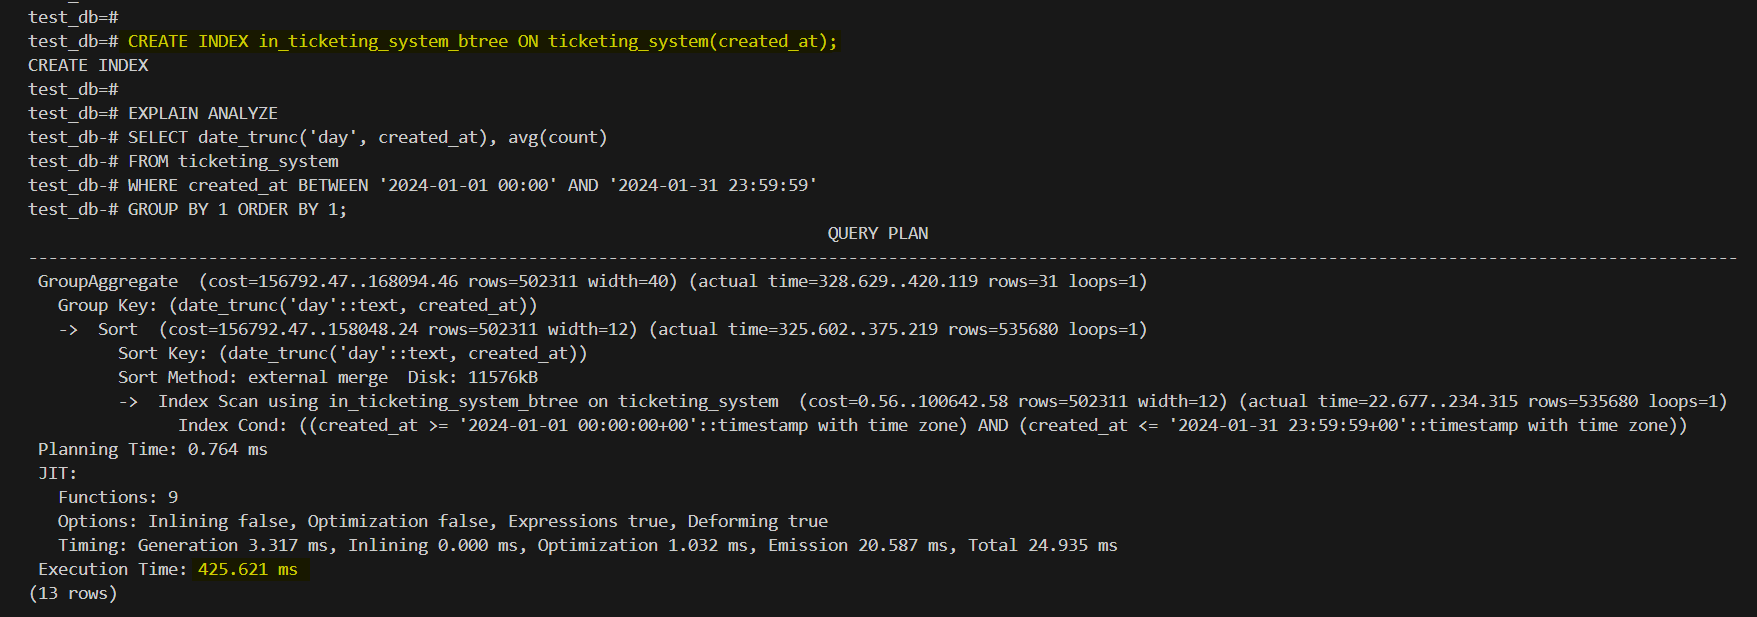 test_db=#
test_db=# CREATE INDEX in_ticketing_system_btree ON ticketing_system(created_at);
CREATE INDEX
test_db=#
test_db=# EXPLAIN ANALYZE
test_db-# SELECT date_trunc('day', created_at), avg(count)
test_db-# FROM ticketing_system
test_db-# WHERE created_at BETWEEN '2024-01-01 00:00' AND '2024-01-31 23:59:59'
test_db-# GROUP BY 1 ORDER BY 1;
QUERY PLAN
---------------------------------------------------------------------------------------------------------------------------------------------------------------------------
GroupAggregate  (cost=156792.47..168094.46 rows=502311 width=40) (actual time=328.629..420.119 rows=31 loops=1)
  Group Key: (date_trunc('day'::text, created_at))
  ->  Sort  (cost=156792.47..158048.24 rows=502311 width=12) (actual time=325.602..375.219 rows=535680 loops=1)
        Sort Key: (date_trunc('day'::text, created_at))
        Sort Method: external merge  Disk: 11576kB
        ->  Index Scan using in_ticketing_system_btree on ticketing_system  (cost=0.56..100642.58 rows=502311 width=12) (actual time=22.677..234.315 rows=535680 loops=1)
              Index Cond: ((created_at >= '2024-01-01 00:00:00+00'::timestamp with time zone) AND (created_at <= '2024-01-31 23:59:59+00'::timestamp with time zone))
Planning Time: 0.764 ms
JIT:
  Functions: 9
  Options: Inlining false, Optimization false, Expressions true, Deforming true
  Timing: Generation 3.317 ms, Inlining 0.000 ms, Optimization 1.032 ms, Emission 20.587 ms, Total 24.935 ms
Execution Time: 425.621 ms
(13 rows)